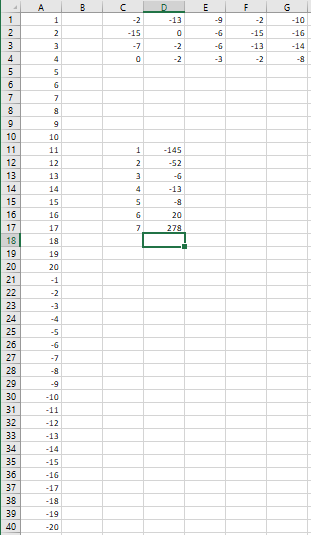 A B C D E F G
1 1 -2 -13 -9 -2 -10
2 2 -15 0 -6 -15 -16
3 3 -7 -2 -6 -13 -14
4 4 0 -2 -3 -2 -8
5 5
6 6
7 7
8 8
9 9
10 10
11 11 1 -145
12 12 2 -52
13 13 3 -6
14 14 4 -13
15 15 5 -8
16 16 6 20
17 17 7 278
18 18
19 19
20 20
21 -1
22 -2
23 -3
24 -4
25 -5
26 -6
27 -7
28 -8
29 -9
30 -10
31 -11
32 -12
33 -13
34 -14
35 -15
36 -16
37 -17
38 -18
39 -19
40 -20